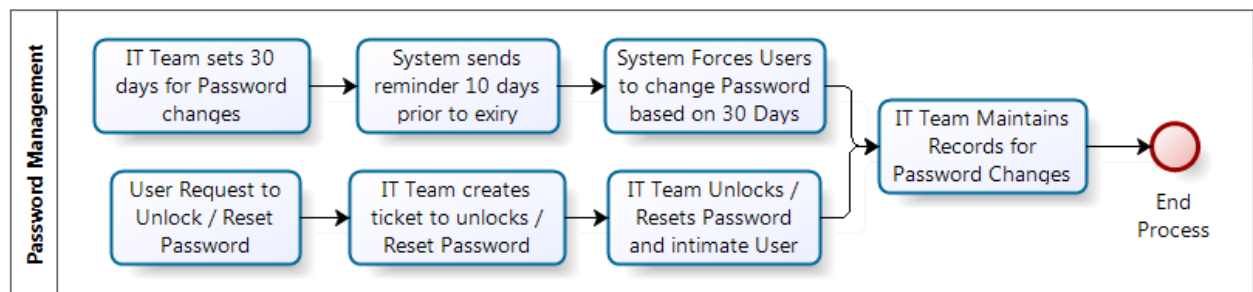 Password Management
IT Team sets 30
days for Password
changes
System sends
reminder 10 days
prior to exiry
System Forces Users
to change Password
based on 30 Days
User Request to
Unlock / Reset
Password
IT Team creates
ticket to unlocks /
Reset Password
IT Team Unlocks /
Resets Password
and intimate User
IT Team Maintains
Records for
Password Changes
End
Process